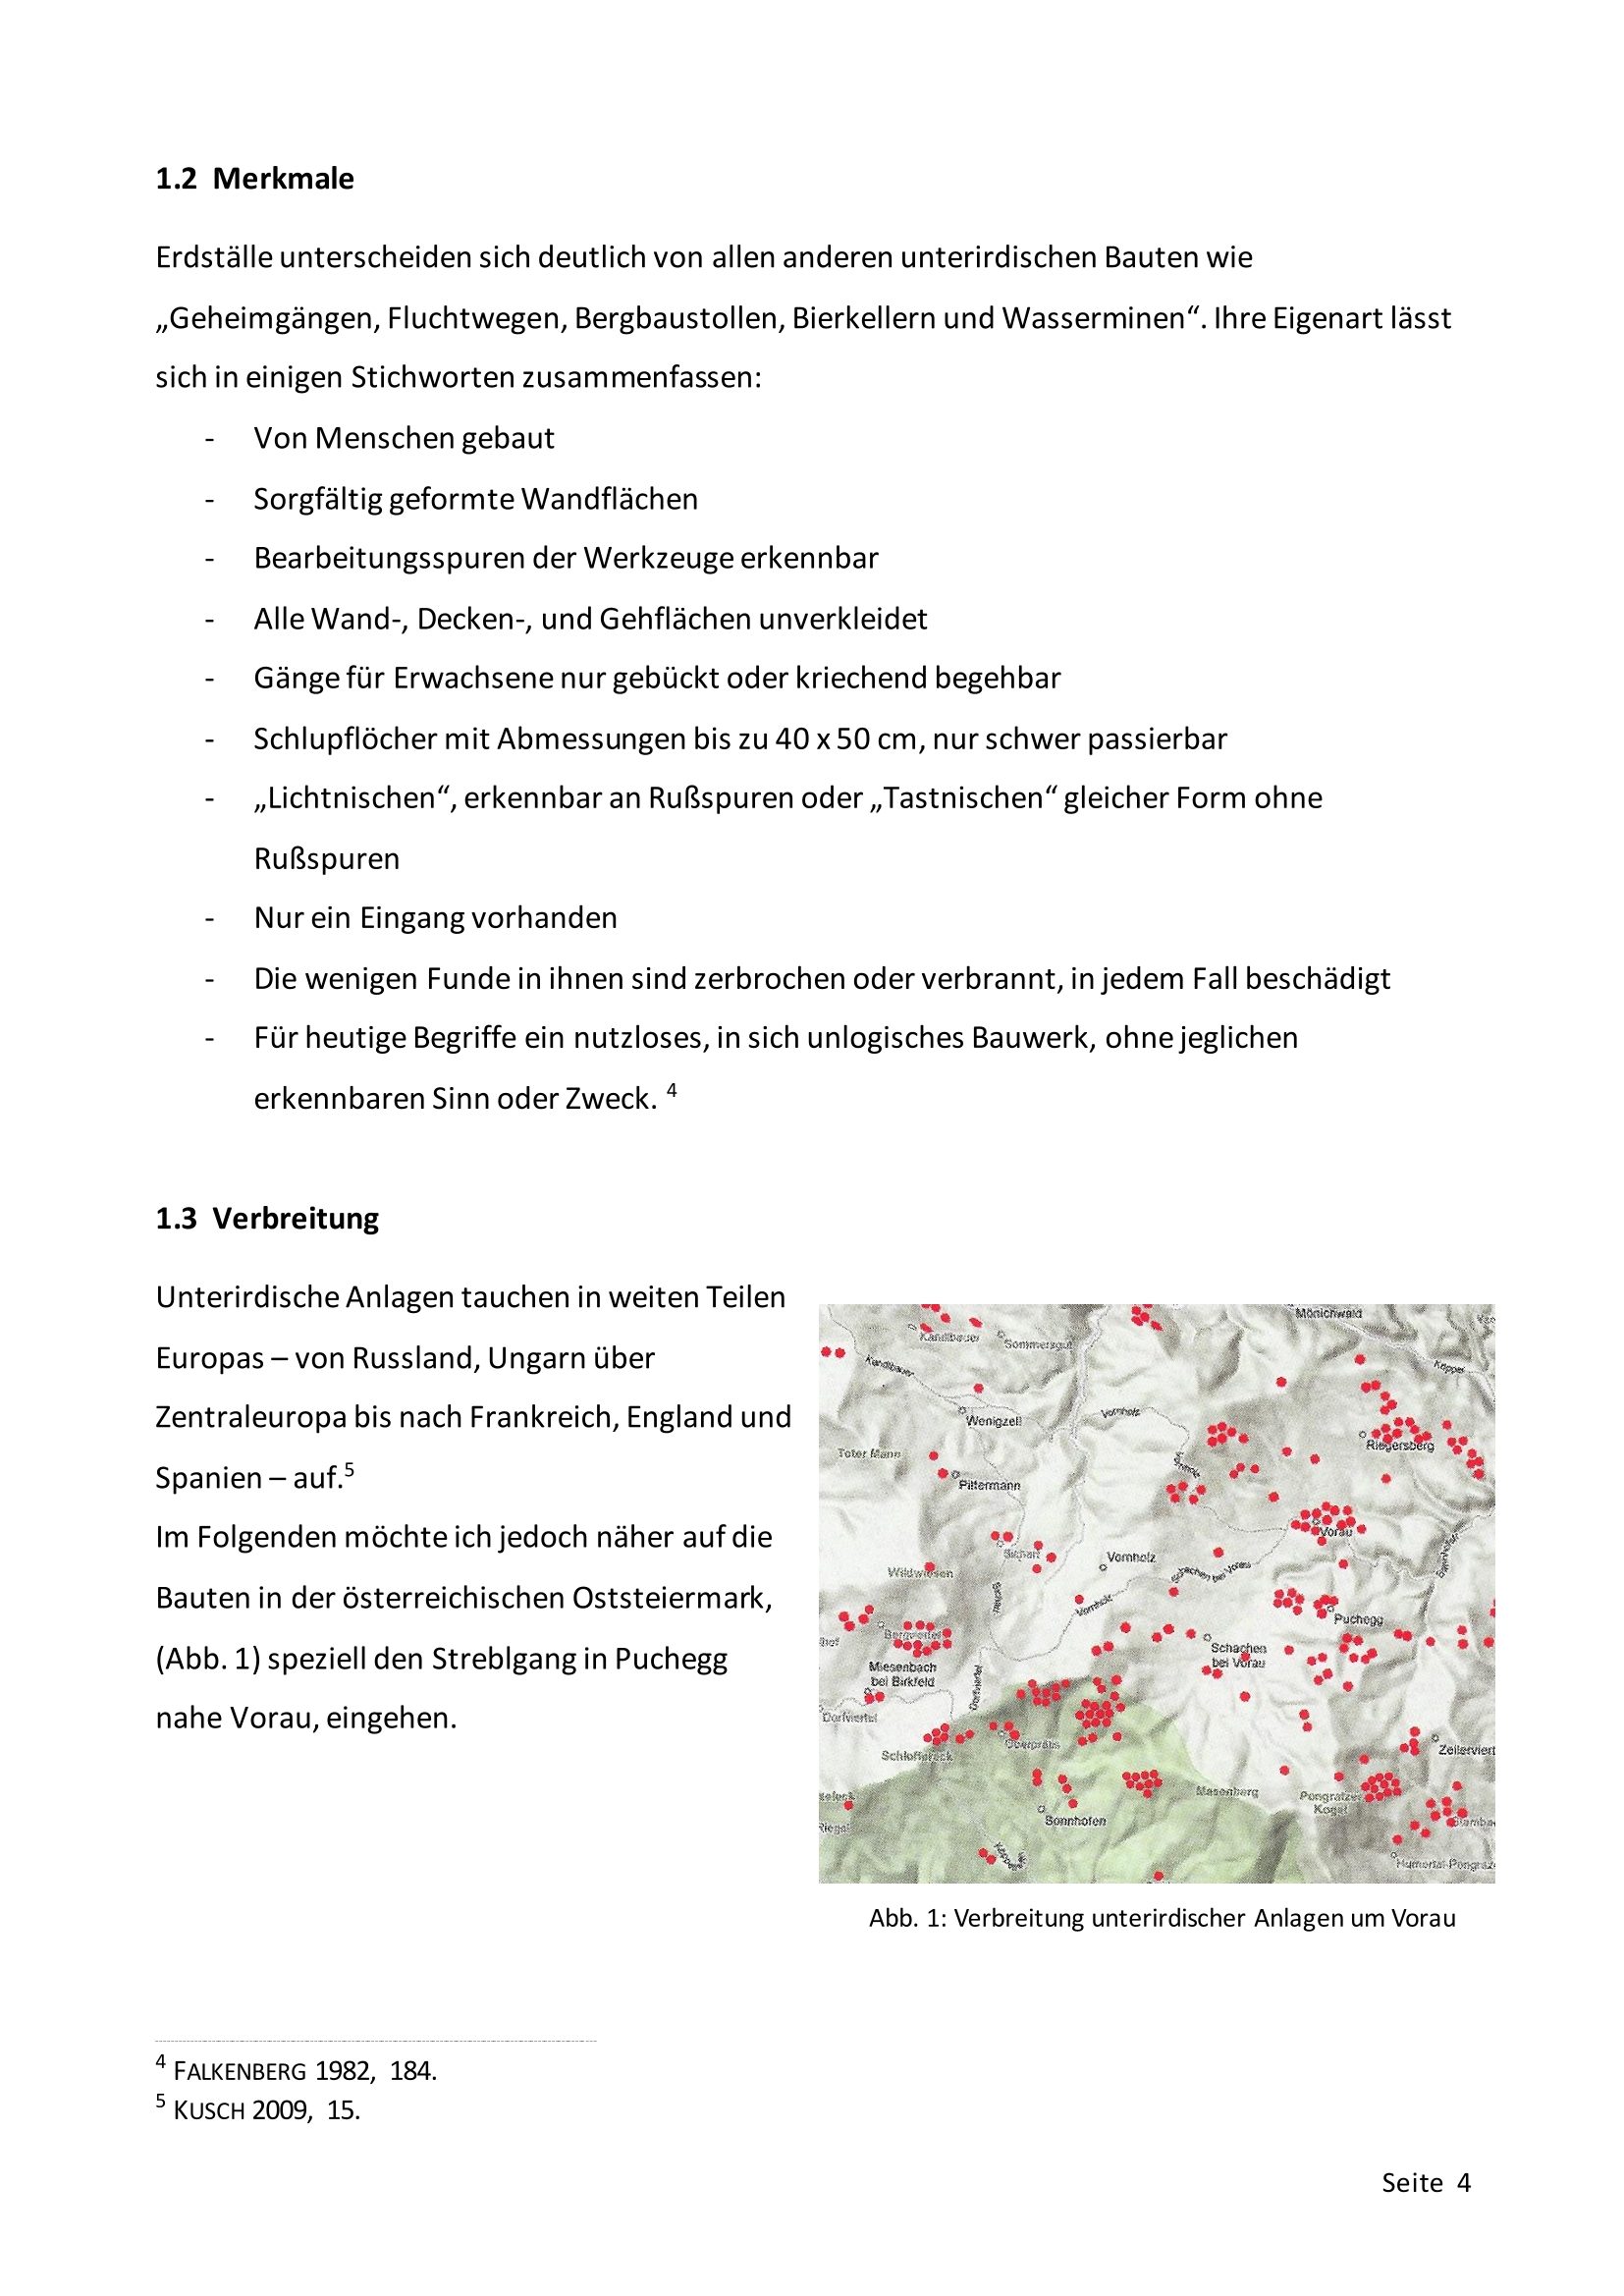 1.2 Merkmale
Erdställe unterscheiden sich deutlich von allen anderen unterirdischen Bauten wie
„Geheimgängen, Fluchtwegen, Bergbaustollen, Bierkellern und Wasserminen“. Ihre Eigenart lässt
sich in einigen Stichworten zusammenfassen:
- Von Menschen gebaut
- Sorgfältig geformte Wandflächen
- Bearbeitungsspuren der Werkzeuge erkennbar
- Alle Wand-, Decken-, und Gehflächen unverkleidet
- Gänge für Erwachsene nur gebückt oder kriechend begehbar
- Schlupflöcher mit Abmessungen bis zu 40 x 50 cm, nur schwer passierbar
- „Lichtnischen“, erkennbar an Rußspuren oder „Tastnischen“ gleicher Form ohne
Rußspuren
- Nur ein Eingang vorhanden
- Die wenigen Funde in ihnen sind zerbrochen oder verbrannt, in jedem Fall beschädigt
- Für heutige Begriffe ein nutzloses, in sich unlogisches Bauwerk, ohne jeglichen
erkennbaren Sinn oder Zweck. 4
1.3 Verbreitung
Unterirdische Anlagen tauchen in weiten Teilen
Europas – von Russland, Ungarn über
Zentraleuropa bis nach Frankreich, England und
Spanien – auf.5
Im Folgenden möchte ich jedoch näher auf die
Bauten in der österreichischen Oststeiermark,
(Abb. 1) speziell den Streblgang in Puchegg
nahe Vorau, eingehen.
Mönichwald
Kandlbauer
Sommersgut
Kandlbauer
Wenigzell
Vornholz
Riegersberg
Toter Mann
Pittermann
Vorau
Vornholz
Wildwiesen
Schachen bei Vorau
Vornholz
Puchegg
Schachen
bei Vorau
Miesenbach
bei Birkfeld
Dorfviertel
Dorfviertel
Schloffereck
Zeilerviert
Masenberg
Pongratzer
Kogel
Sonnhofen
Riegel
Abb. 1: Verbreitung unterirdischer Anlagen um Vorau
4 FALKENBERG 1982, 184.
5 KUSCH 2009, 15.
Seite 4